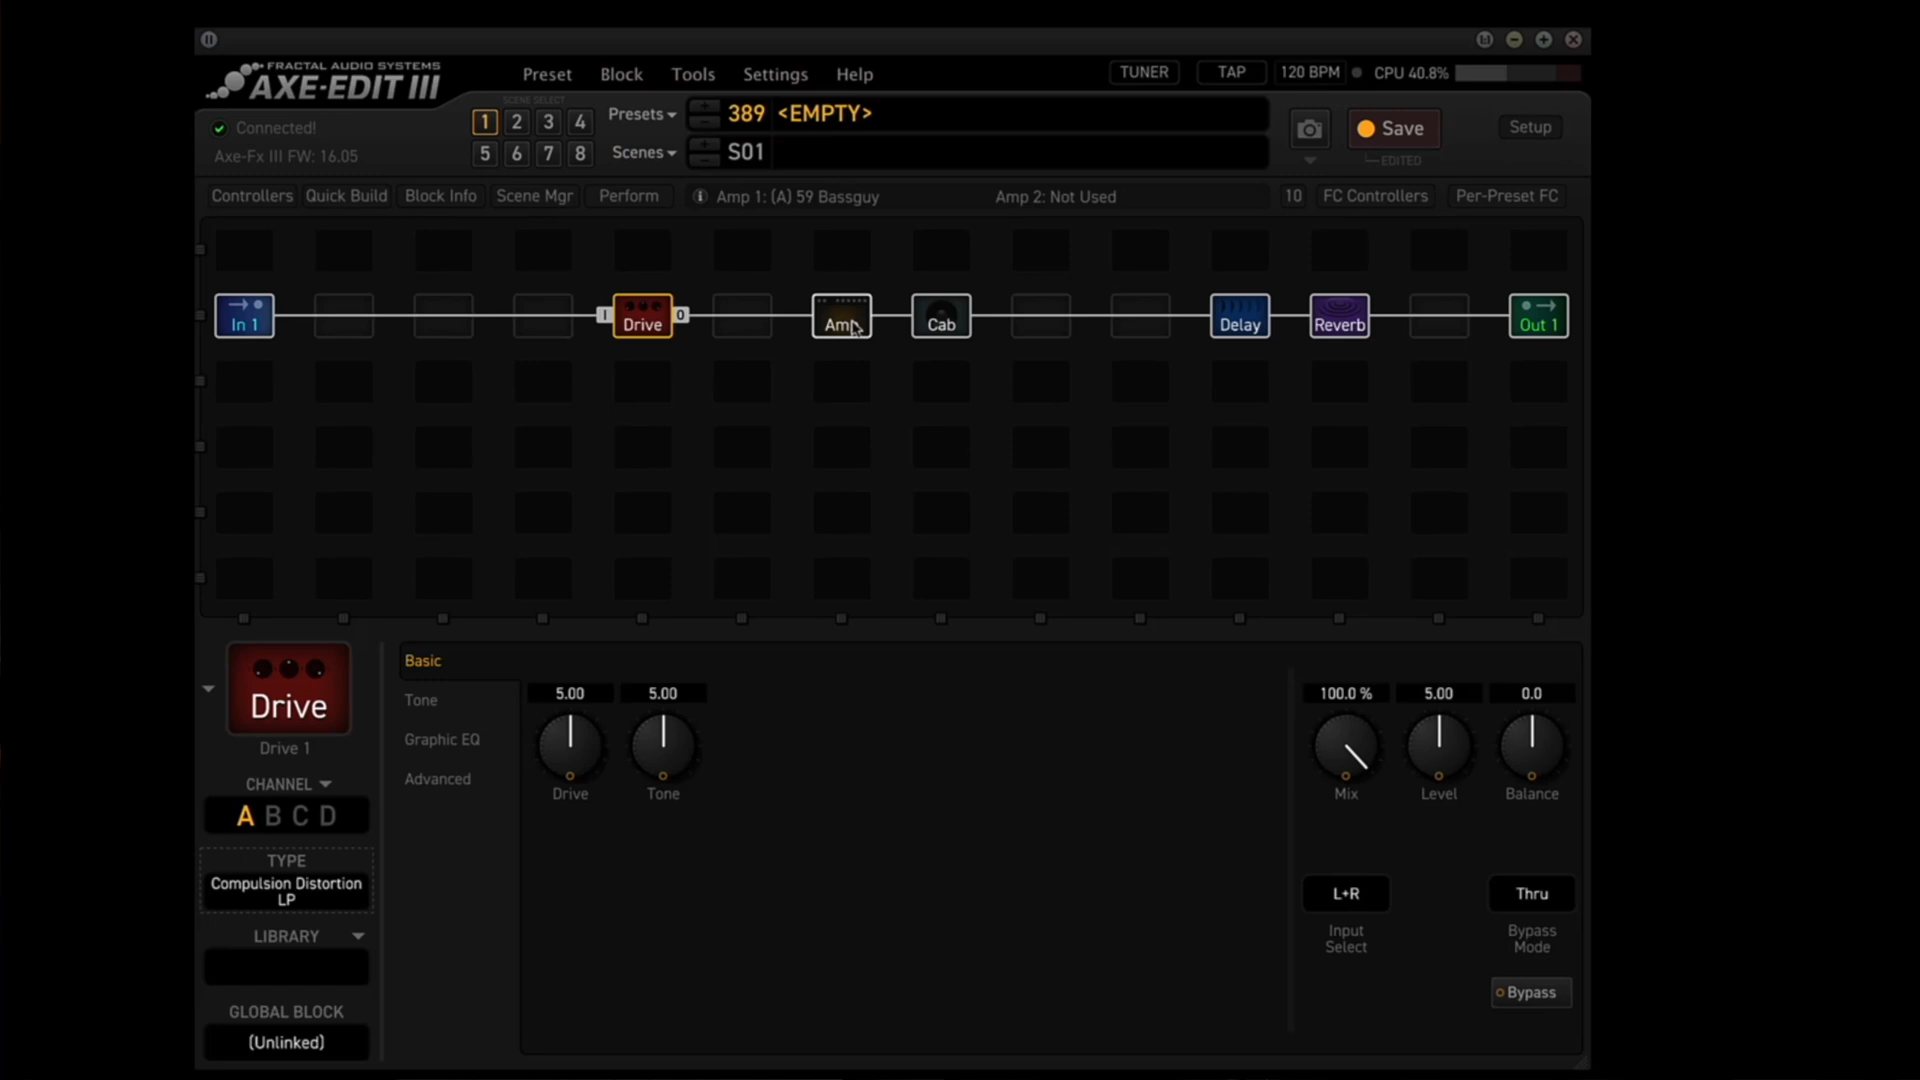 FRACTAL AUDIO SYSTEMS
AXE-EDIT III
Preset Block Tools Settings Help
TUNER TAP 120 BPM CPU 40.8%
SCENE SELECT
Connected!
Axe-Fx III FW: 16.05
1 2 3 4
5 6 7 8
Presets
389 <EMPTY>
Scenes
S01
Save
EDITED
Setup
Controllers Quick Build Block Info Scene Mgr Perform
Amp 1: (A) 59 Bassguy Amp 2: Not Used
10 FC Controllers Per-Preset FC
In 1 I Drive O Amp Cab Delay Reverb Out 1
Drive
Drive 1
CHANNEL
A B C D
TYPE
Compulsion Distortion
LP
LIBRARY
GLOBAL BLOCK
(Unlinked)
Basic
Tone
Graphic EQ
Advanced
5.00 5.00
Drive Tone
100.0 % 5.00 0.0
Mix Level Balance
L+R
Input
Select
Thru
Bypass
Mode
Bypass